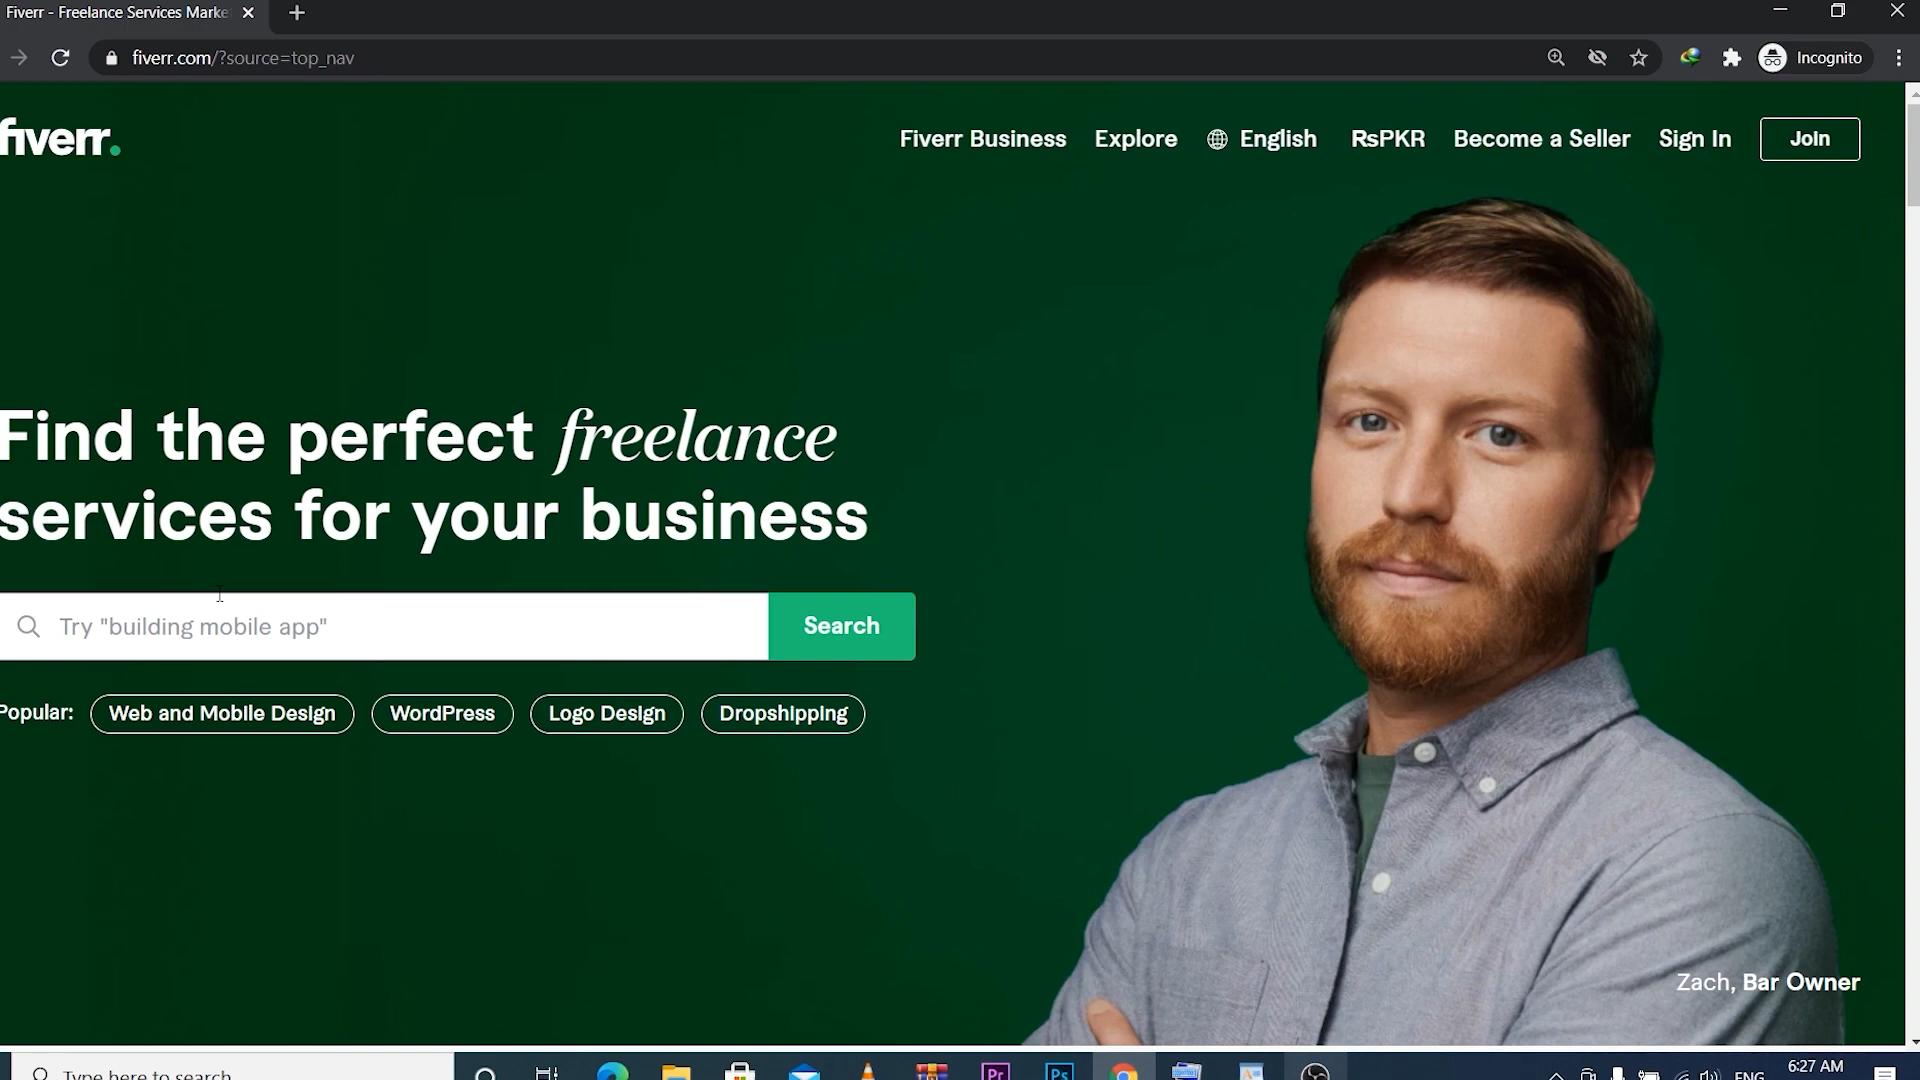 Fiverr - Freelance Services Marke
fiverr.com/?source=top_nav
Incognito
fiverr.
Fiverr Business
Explore
English
RsPKR
Become a Seller
Sign In
Join
Find the perfect freelance
services for your business
Try "building mobile app"
Search
Popular:
Web and Mobile Design
WordPress
Logo Design
Dropshipping
Zach, Bar Owner
Type here to search
Pr
Ps
ENG
6:27 AM